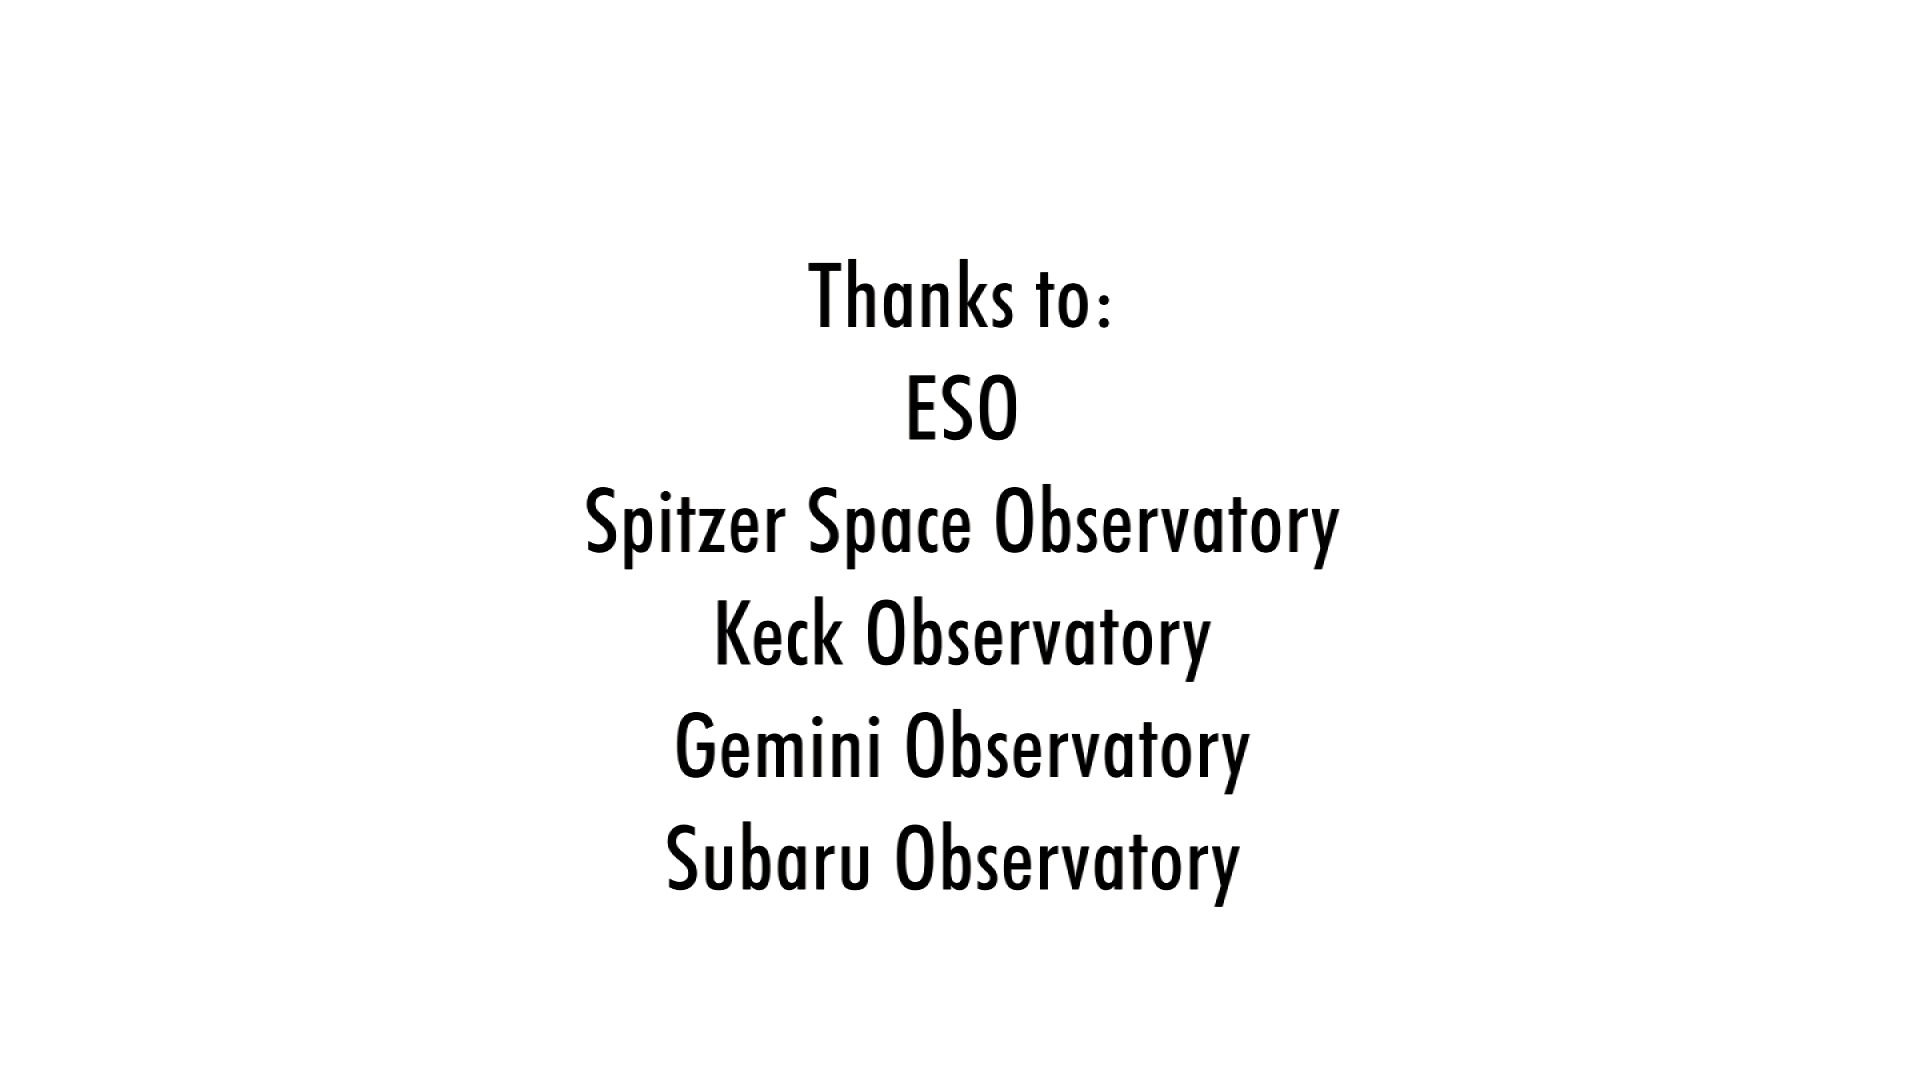 Thanks to:
ESO
Spitzer Space Observatory
Keck Observatory
Gemini Observatory
Subaru Observatory